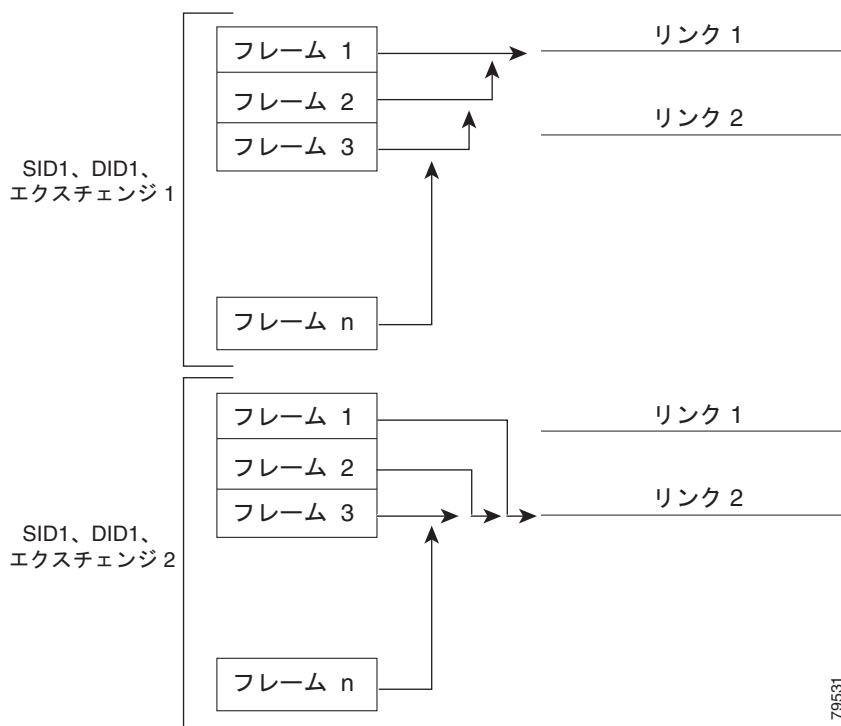 フレーム 1
フレーム 2
フレーム 3
フレーム n
SID1、DID1、
エクスチェンジ 1
リンク 1
リンク 2
フレーム 1
フレーム 2
フレーム 3
フレーム n
SID1、DID1、
エクスチェンジ 2
リンク 1
リンク 2
79531